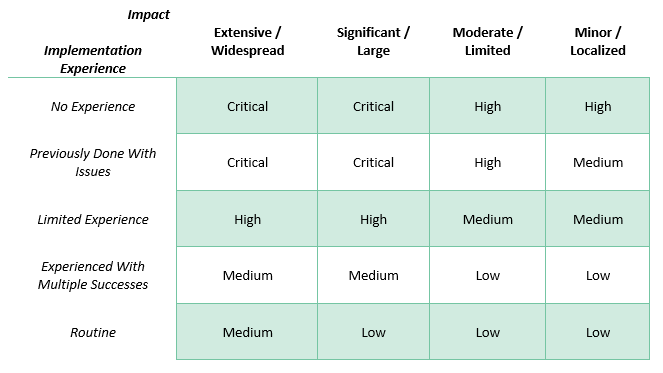 Impact
Extensive / Significant / Moderate / Minor /
Widespread Large Limited Localized
Implementation
Experience
No Experience Critical Critical High High
Previously Done With
Issues
Critical Critical High Medium
Limited Experience High High Medium Medium
Experienced With
Multiple Successes
Medium Medium Low Low
Routine Medium Low Low Low